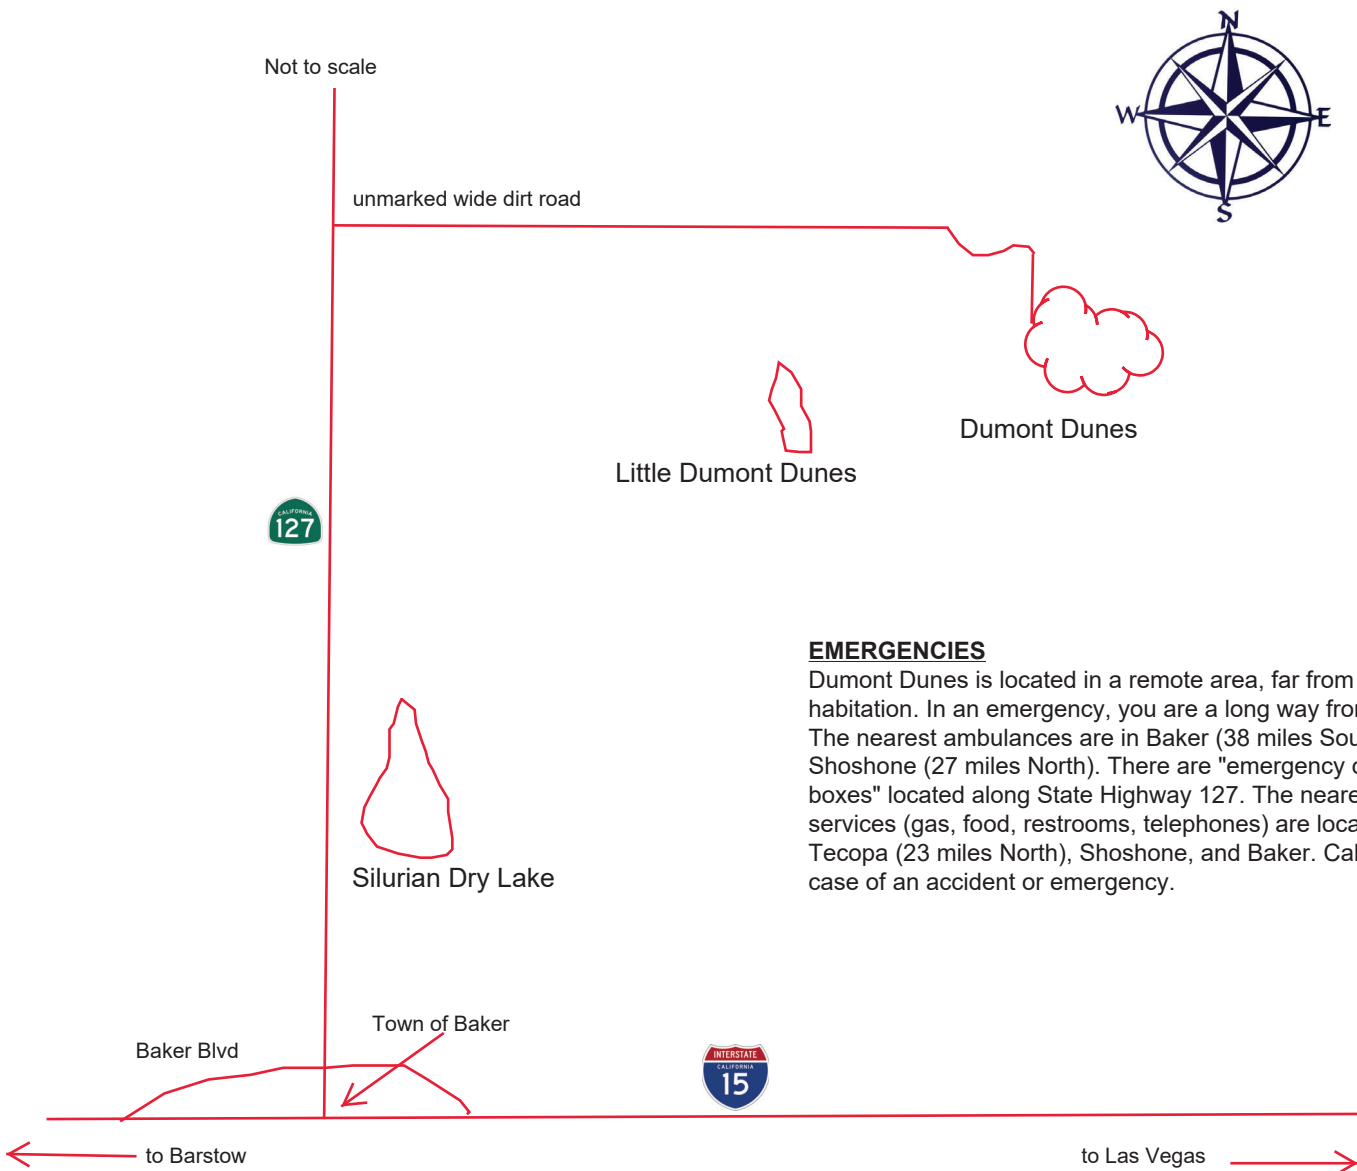 N
W
E
S
Not to scale
unmarked wide dirt road
Dumont Dunes
Little Dumont Dunes
CALIFORNIA
127
EMERGENCIES
Dumont Dunes is located in a remote area, far from
habitation. In an emergency, you are a long way
The nearest ambulances are in Baker (38 miles
Shoshone (27 miles North). There are "emergency
boxes" located along State Highway 127. The
services (gas, food, restrooms, telephones) are
Tecopa (23 miles North), Shoshone, and Baker.
case of an accident or emergency.
Silurian Dry Lake
Town of Baker
Baker Blvd
INTERSTATE
CALIFORNIA
15
to Barstow
to Las Vegas